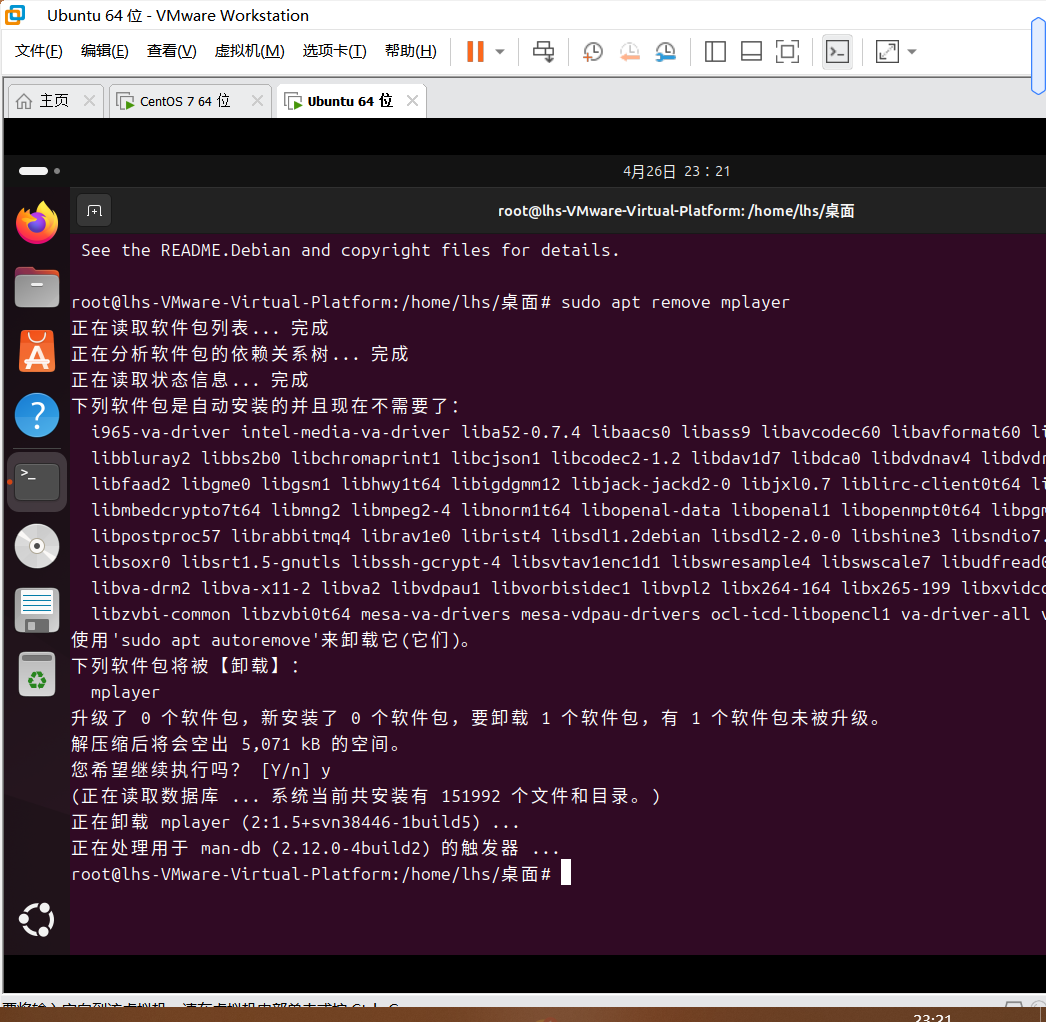 Ubuntu 64 位 - VMware Workstation
文件(F) 编辑(E) 查看(V) 虚拟机(M) 选项卡(T) 帮助(H)
主页 CentOS 7 64 位 Ubuntu 64 位
4月26日 23：21
root@lhs-VMware-Virtual-Platform: /home/lhs/桌面
See the README.Debian and copyright files for details.
root@lhs-VMware-Virtual-Platform:/home/lhs/桌面# sudo apt remove mplayer
正在读取软件包列表... 完成
正在分析软件包的依赖关系树... 完成
正在读取状态信息... 完成
下列软件包是自动安装的并且现在不需要了：
i965-va-driver intel-media-va-driver liba52-0.7.4 libaacs0 libass9 libavcodec60 libavformat60
libbluray2 libbs2b0 libchromaprint1 libcjson1 libcodec2-1.2 libdav1d7 libdca0 libdvdnav4
libfaad2 libgme0 libgsm1 libhwy1t64 libigdgmm12 libjack-jackd2-0 libjxl0.7 liblirc-client0t64
libmbedcrypto7t64 libmng2 libmpeg2-4 libnorm1t64 libopenal-data libopenal1 libopenmpt0t64
libpostproc57 librabbitmq4 librav1e0 librist4 libsdl1.2debian libsdl2-2.0-0 libshine3 libsndio7.
libsoxr0 libsrt1.5-gnutls libssh-gcrypt-4 libsvtav1enc1d1 libswresample4 libswscale7 libudfread0
libva-drm2 libva-x11-2 libva2 libvdpau1 libvorbisidec1 libvpl2 libx264-164 libx265-199
libzvbi-common libzvbi0t64 mesa-va-drivers mesa-vdpau-drivers ocl-icd-libopencl1 va-driver-all
使用'sudo apt autoremove'来卸载它(它们)。
下列软件包将被【卸载】：
mplayer
升级了 0 个软件包，新安装了 0 个软件包，要卸载 1 个软件包，有 1 个软件包未被升级。
解压缩后将会空出 5,071 kB 的空间。
您希望继续执行吗？ [Y/n] y
(正在读取数据库 ... 系统当前共安装有 151992 个文件和目录。)
正在卸载 mplayer (2:1.5+svn38446-1build5) ...
正在处理用于 man-db (2.12.0-4build2) 的触发器 ...
root@lhs-VMware-Virtual-Platform:/home/lhs/桌面#
23:21